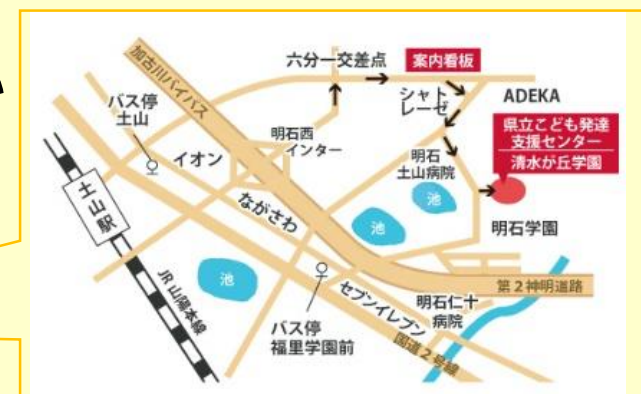 い
加古川バイパス
六分一交差点
案内看板
シャト
レーゼ
ADEKA
バス停
土山
イオン
明石西
インター
県立こども発達
支援センター
清水が丘学園
明石
土山病院
土山駅
ながさわ
池
池
池
明石学園
JR山陽本線
第2神明道路
セブンイレブン
明石仁十
病院
バス停
福里学園前
国道2号線